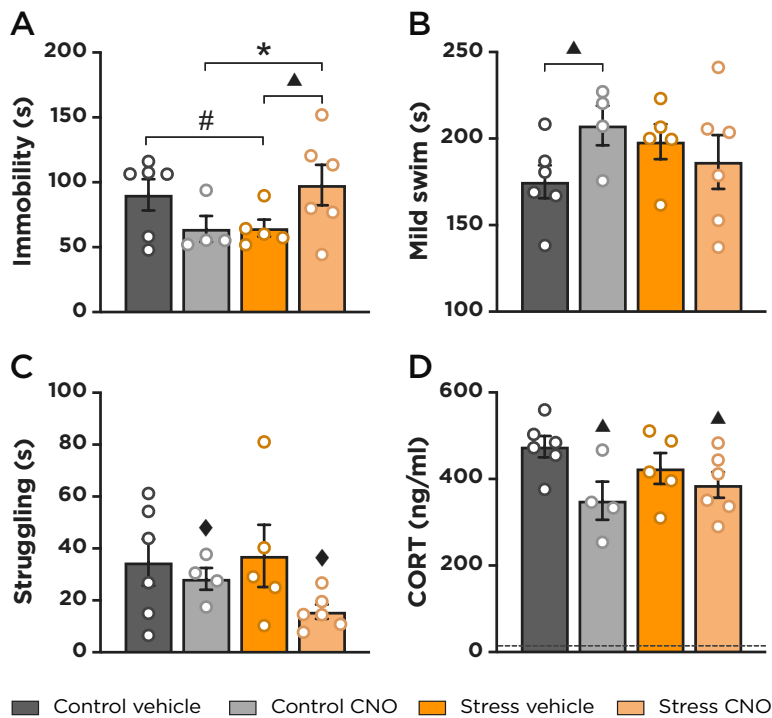 A
Immobility (s)
200
150
100
50
0
*
▲
#
B
Mild swim (s)
250
200
150
100
▲
C
Struggling (s)
100
80
60
40
20
0
◆
◆
D
CORT (ng/ml)
600
400
200
0
▲
▲
Control vehicle
Control CNO
Stress vehicle
Stress CNO